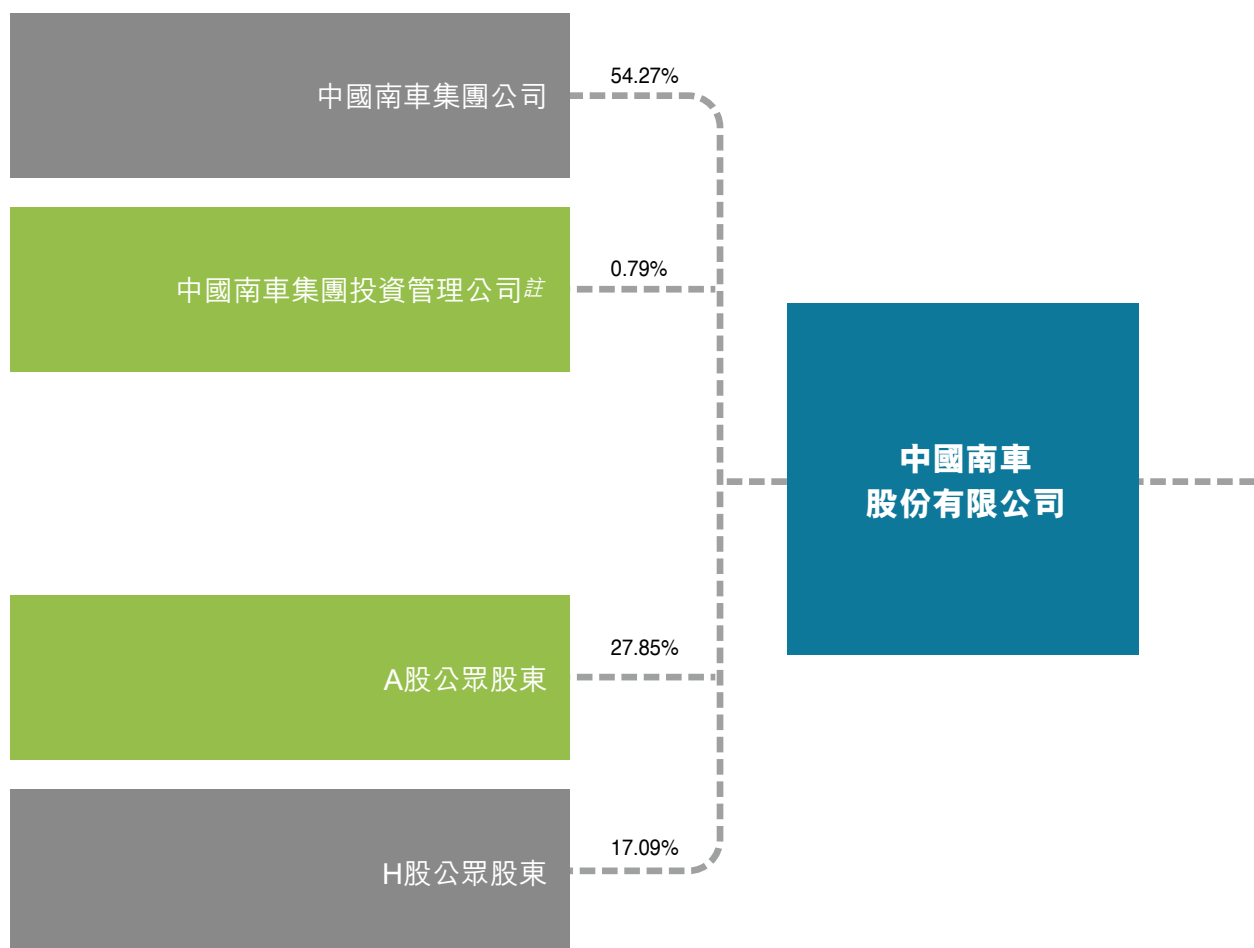 中國南車集團公司
54.27%
中國南車集團投資管理公司註
0.79%
中國南車
股份有限公司
A股公眾股東
27.85%
H股公眾股東
17.09%